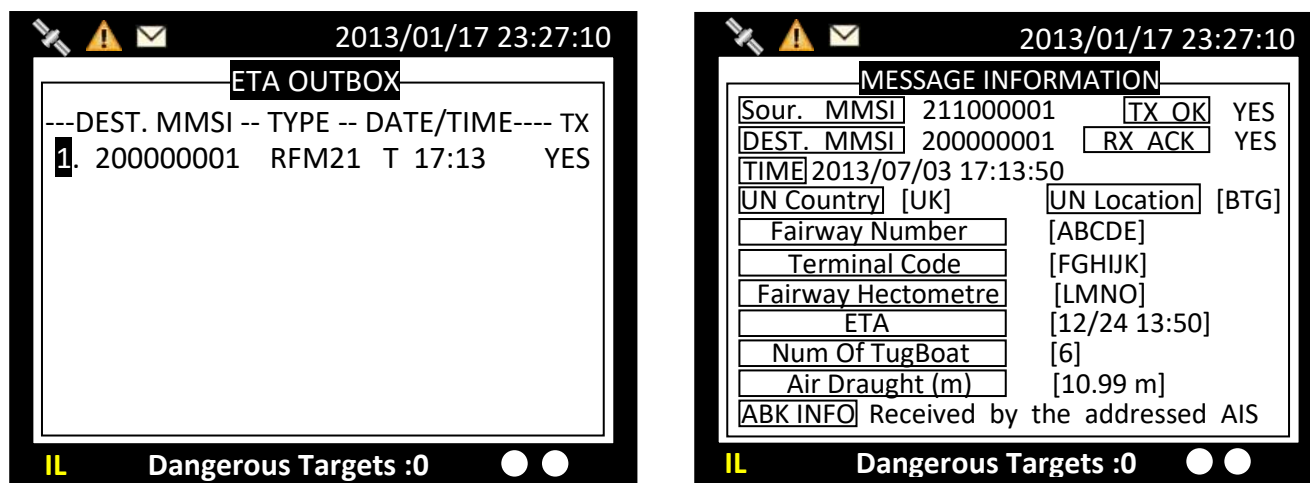 2013/01/17 23:27:10
ETA OUTBOX
---DEST. MMSI -- TYPE -- DATE/TIME---- TX
1. 200000001 RFM21 T 17:13 YES
IL Dangerous Targets :0
2013/01/17 23:27:10
MESSAGE INFORMATION
Sour. MMSI 211000001 TX OK YES
DEST. MMSI 200000001 RX ACK YES
TIME 2013/07/03 17:13:50
UN Country [UK] UN Location [BTG]
Fairway Number [ABCDE]
Terminal Code [FGHIJK]
Fairway Hectometre [LMNO]
ETA [12/24 13:50]
Num Of TugBoat [6]
Air Draught (m) [10.99 m]
ABK INFO Received by the addressed AIS
IL Dangerous Targets :0